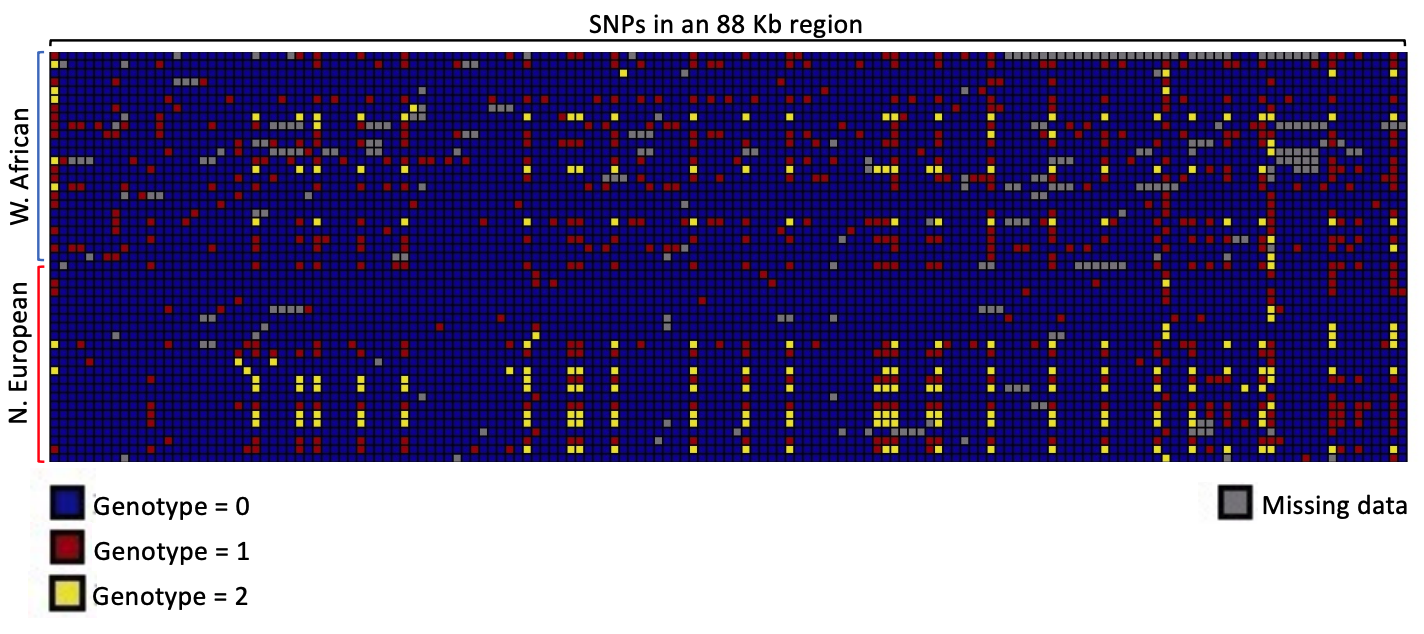 SNPs in an 88 Kb region
W. African
N. European
Genotype = 0
Genotype = 1
Genotype = 2
Missing data